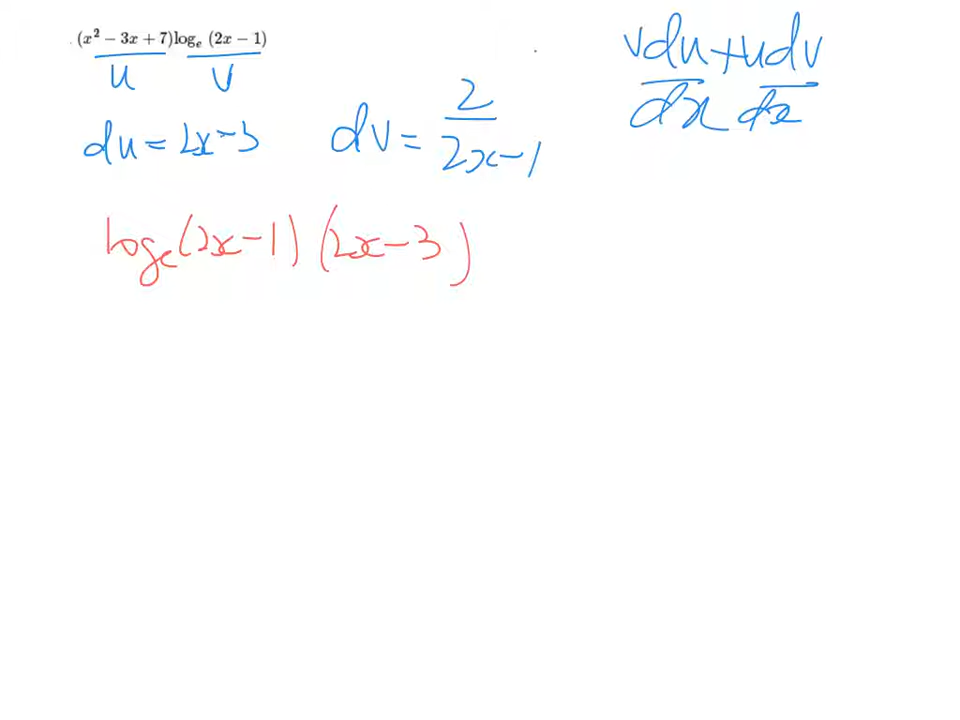 (x² − 3x + 7)logₑ (2x − 1)
u v
du = 2x−3
dv = 2/(2x−1)
vdu/dx + udv/dx
logₑ(2x−1)(2x−3)